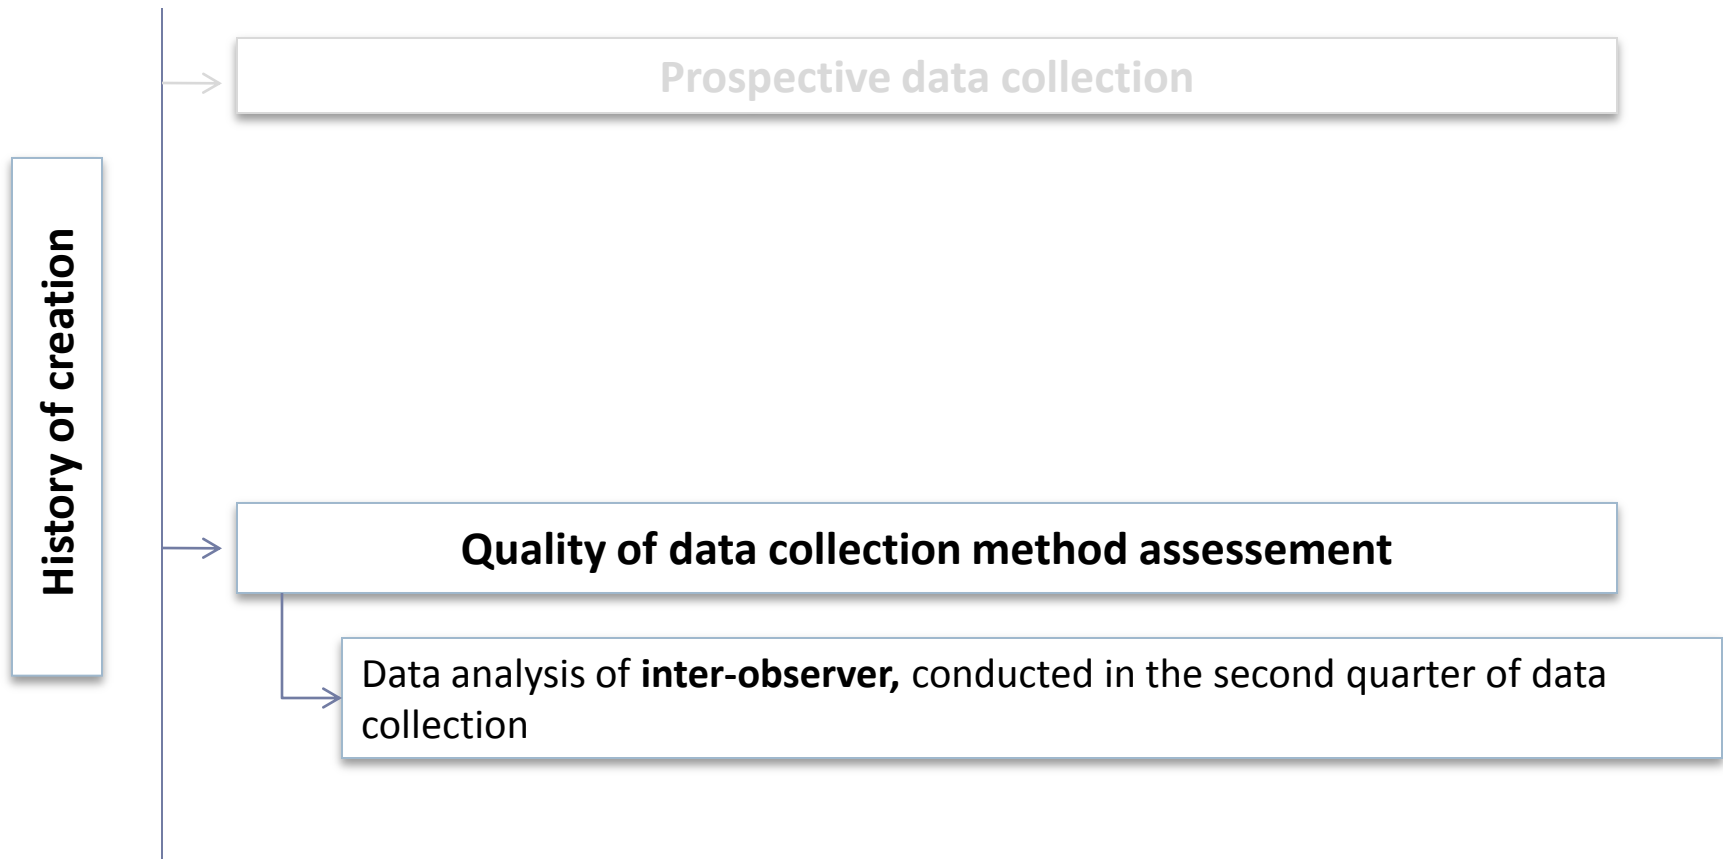 Prospective data collection
History of creation
Quality of data collection method assessement
Data analysis of inter-observer, conducted in the second quarter of data
collection